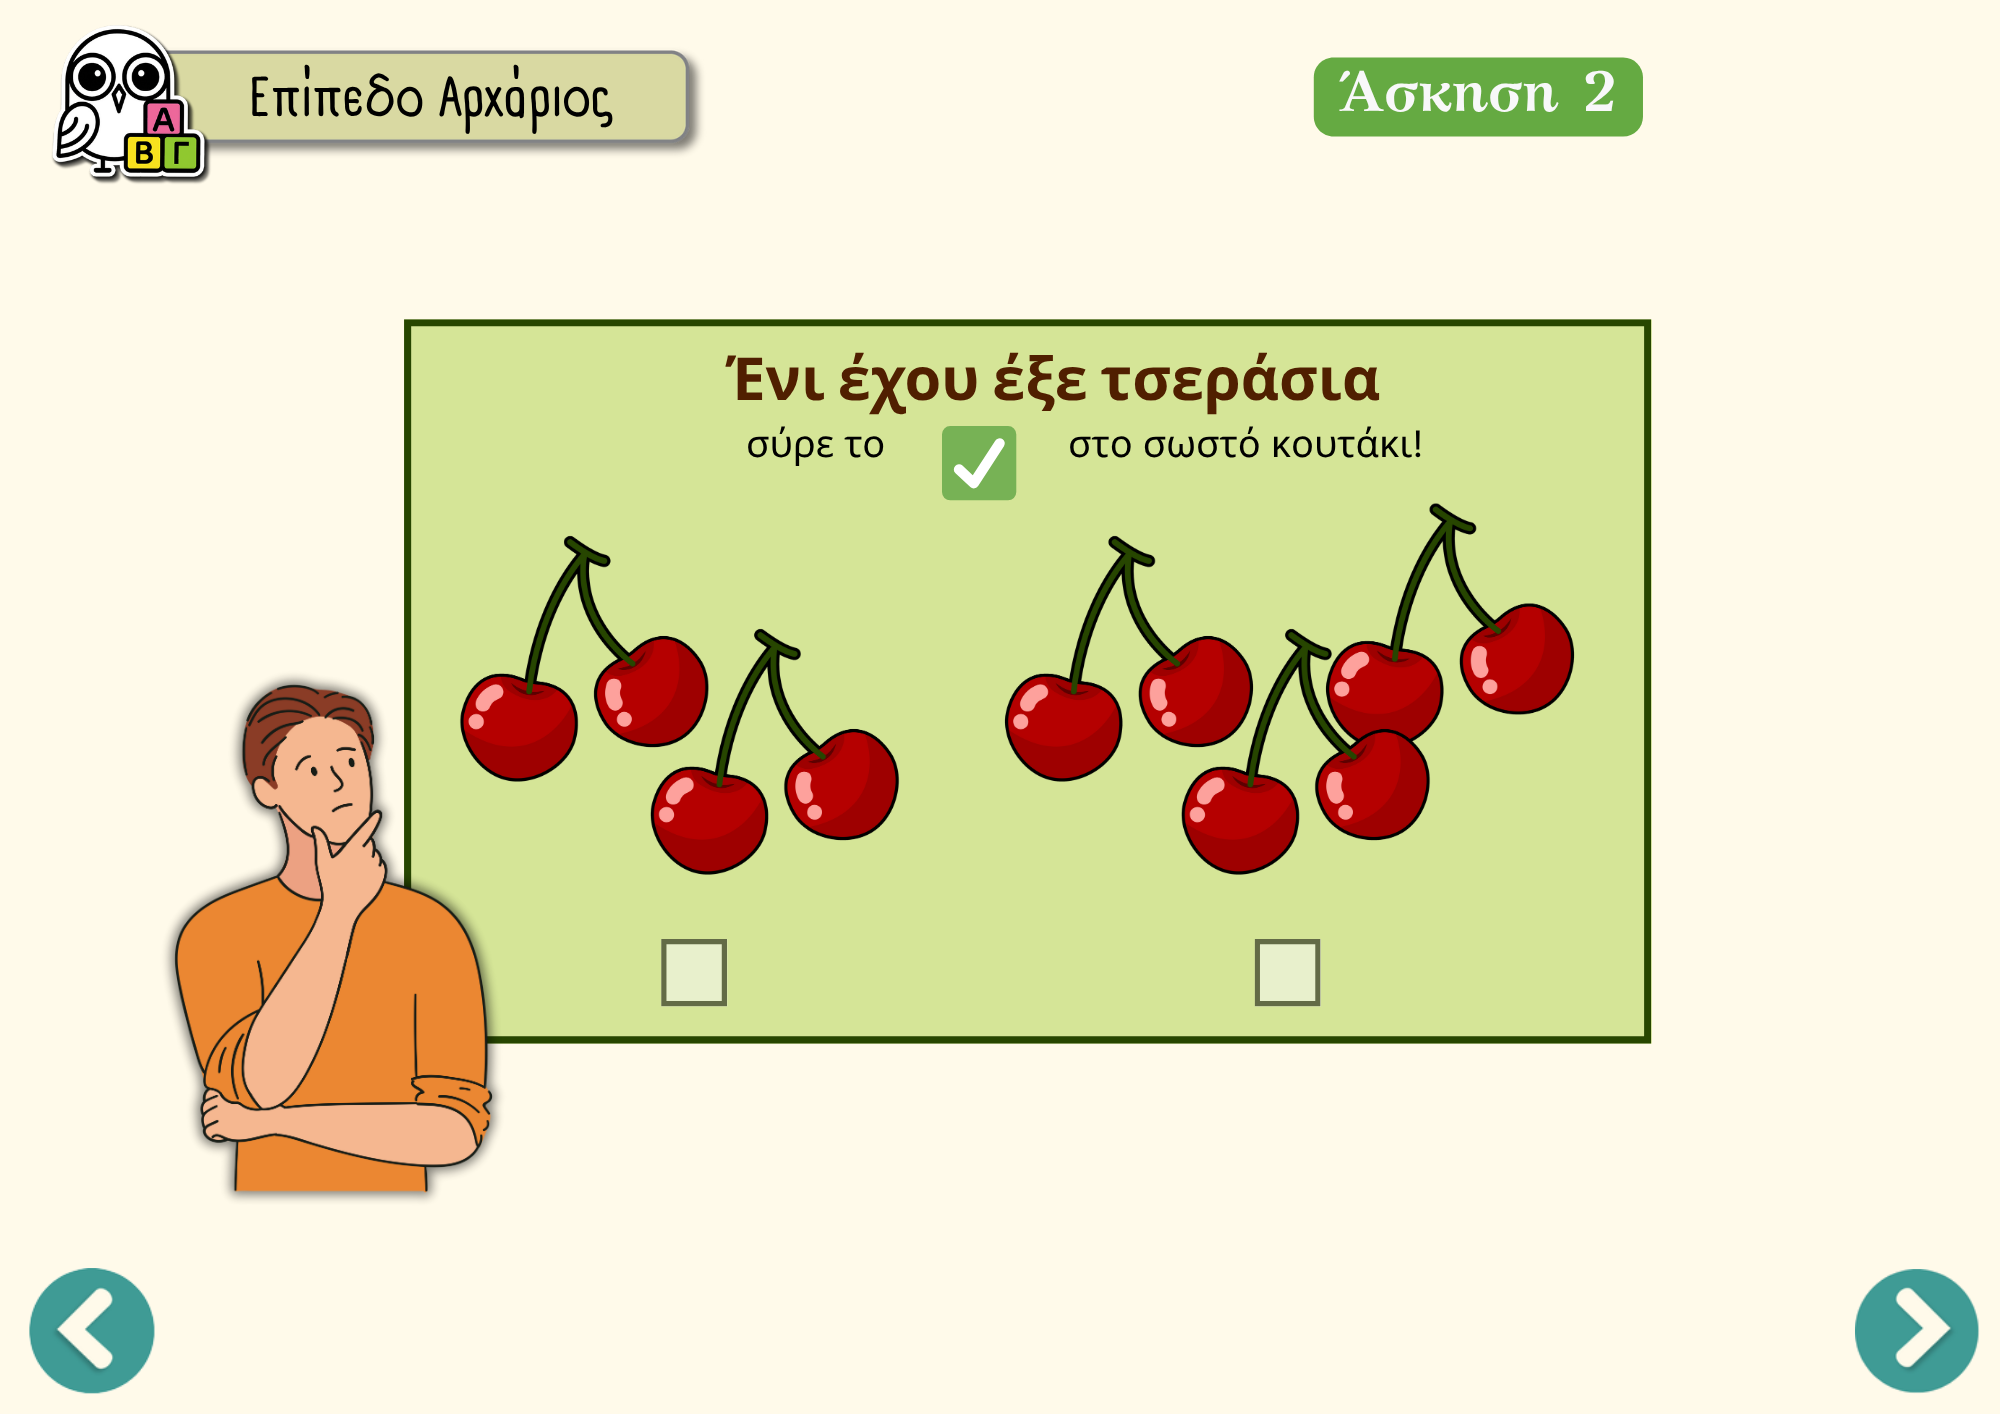 Επίπεδο Αρχάριος
Άσκηση 2
Α
Β Γ
Ένι έχου έξε τσεράσια
σύρε το ✅ στο σωστό κουτάκι!